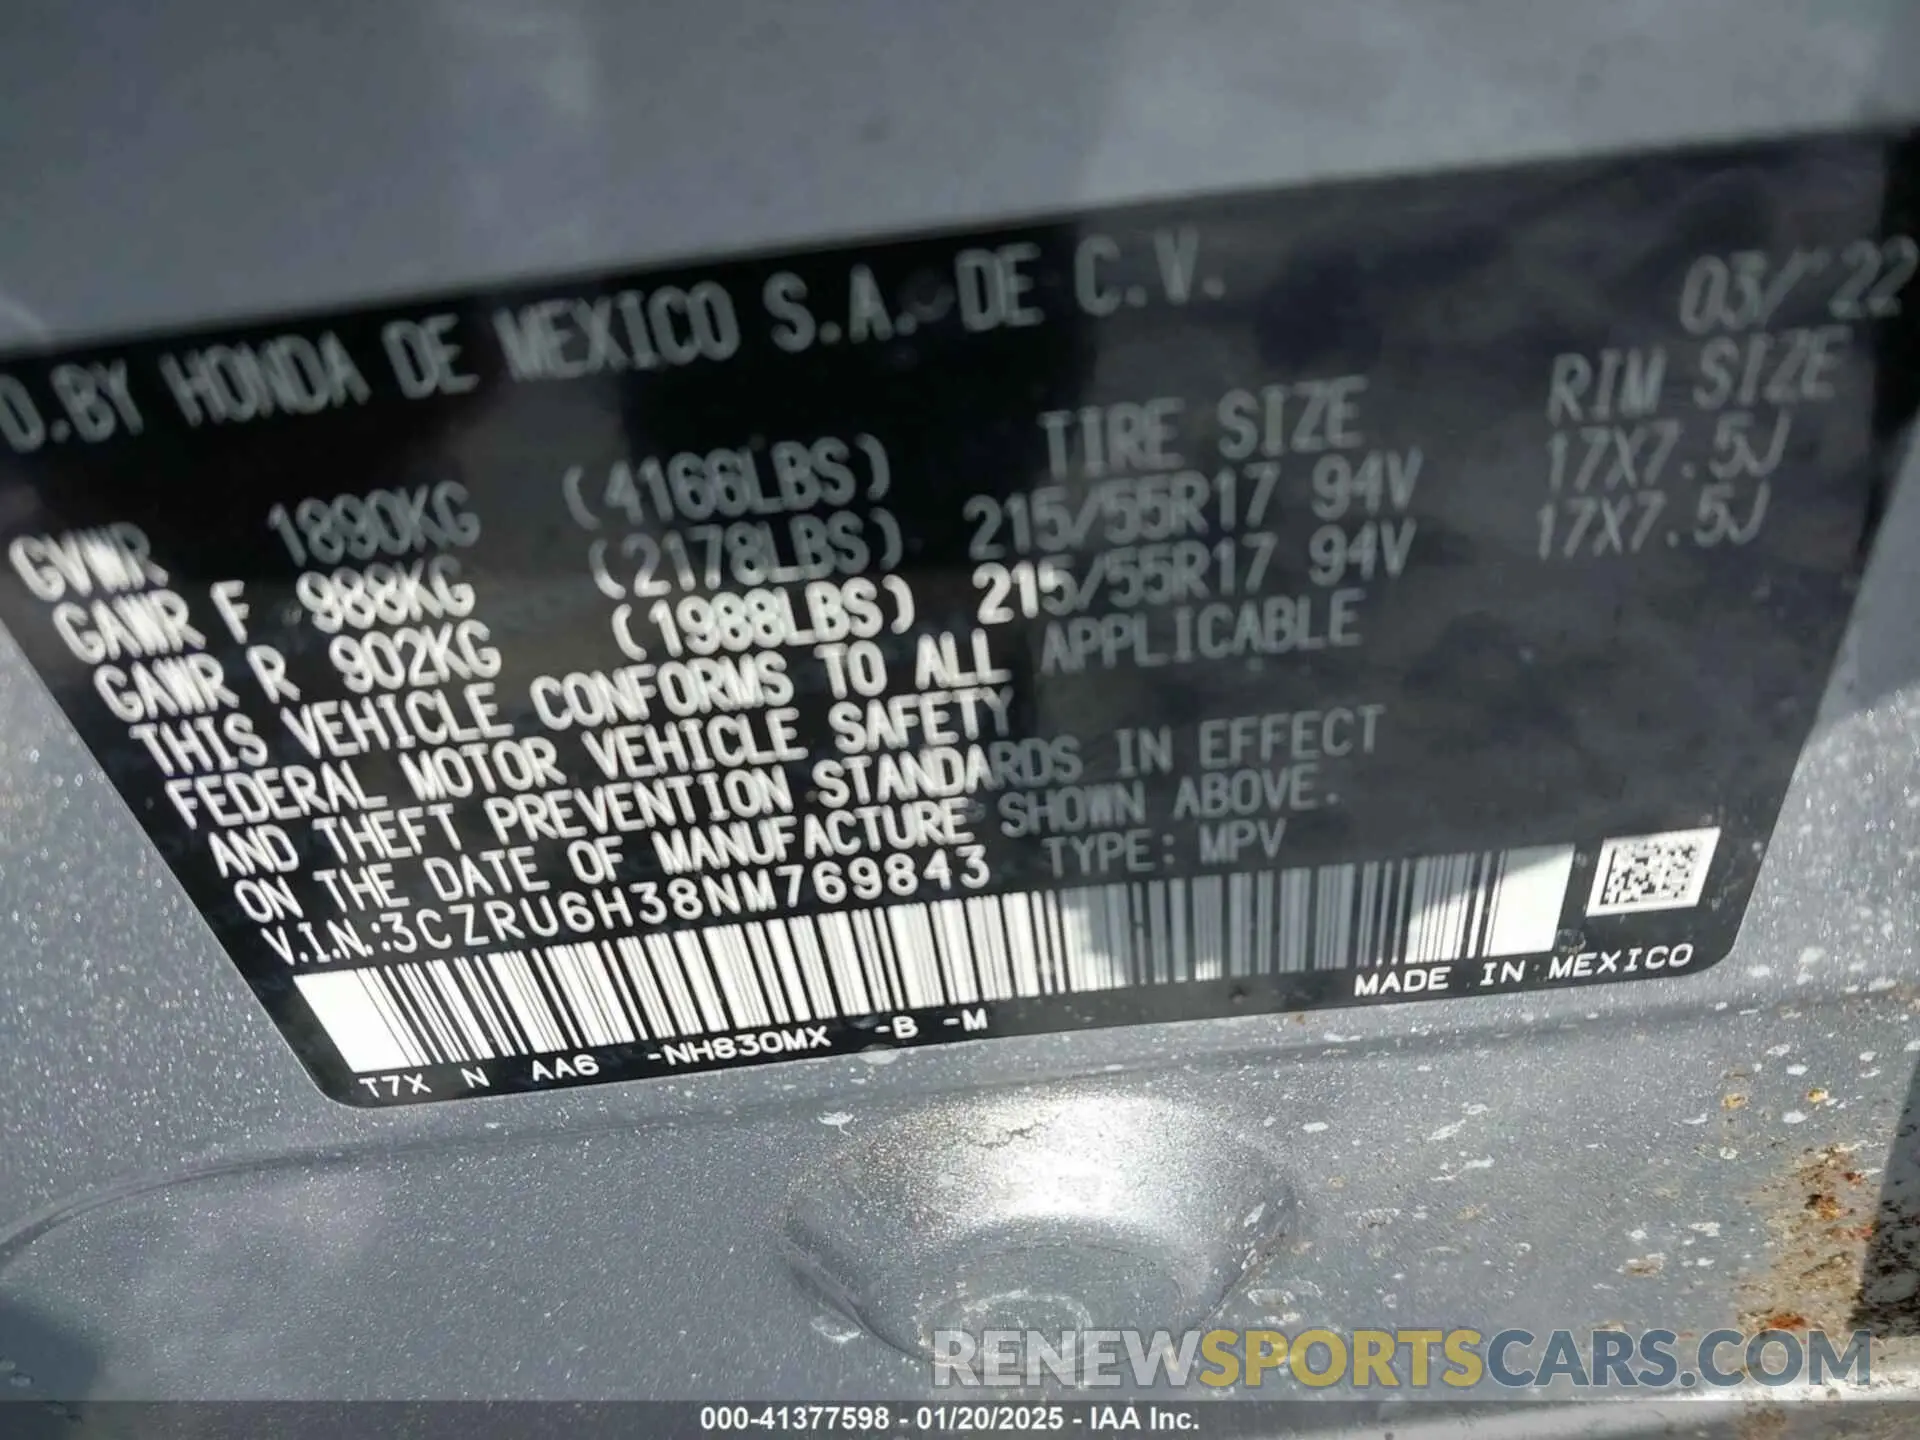 D.BY HONDA DE MEXICO S.A. DE C.V. 03/'22
TIRE SIZE RIM SIZE
GVWR 1890KG (4166LBS)
GAWR F 988KG (2178LBS) 215/55R17 94V 17X7.5J
GAWR R 902KG (1988LBS) 215/55R17 94V 17X7.5J
THIS VEHICLE CONFORMS TO ALL APPLICABLE
FEDERAL MOTOR VEHICLE SAFETY
AND THEFT PREVENTION STANDARDS IN EFFECT
ON THE DATE OF MANUFACTURE SHOWN ABOVE.
V.I.N.:3CZRU6H38NM769843 TYPE: MPV
MADE IN MEXICO
T7X N AA6 -NH830MX -B -M
RENEWSPORTSCARS.COM
000-41377598 - 01/20/2025 - IAA Inc.